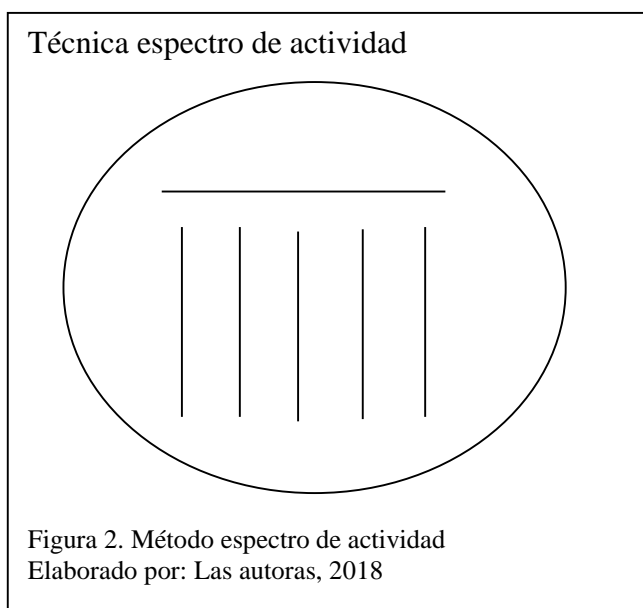 Técnica espectro de actividad
Figura 2. Método espectro de actividad
Elaborado por: Las autoras, 2018